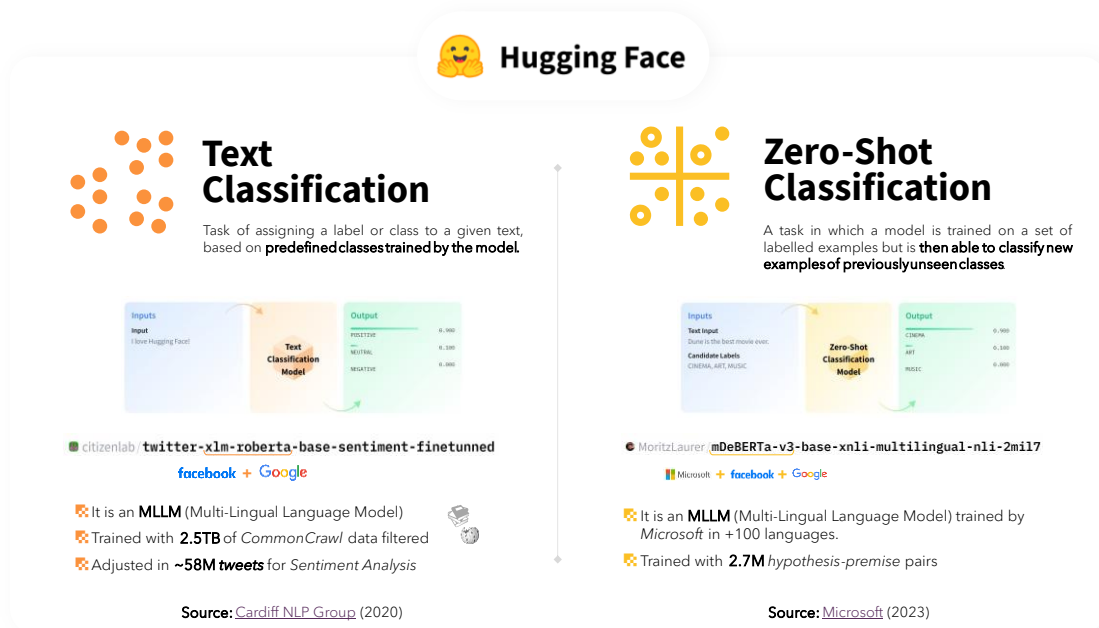 Hugging Face
Text
Classification
Task of assigning a label or class to a given text,
based on predefined classes trained by the model.
Inputs
Input
I love Hugging Face!
Text
Classification
Model
Output
POSITIVE 0.900
NEUTRAL 0.100
NEGATIVE 0.000
citizenlab/twitter-xlm-roberta-base-sentiment-finetunned
facebook + Google
It is an MLLM (Multi-Lingual Language Model)
Trained with 2.5TB of CommonCrawl data filtered
Adjusted in ~58M tweets for Sentiment Analysis
Source: Cardiff NLP Group (2020)
Zero-Shot
Classification
A task in which a model is trained on a set of
labelled examples but is then able to classify new
examples of previously unseen classes.
Inputs
Text Input
Dune is the best movie ever.
Candidate Labels
CINEMA, ART, MUSIC
Zero-Shot
Classification
Model
Output
CINEMA 0.900
ART 0.100
MUSIC 0.000
MoritzLaurer/mDeBERTa-v3-base-xnli-multilingual-nli-2mil7
Microsoft + facebook + Google
It is an MLLM (Multi-Lingual Language Model) trained by
Microsoft in +100 languages.
Trained with 2.7M hypothesis-premise pairs
Source: Microsoft (2023)